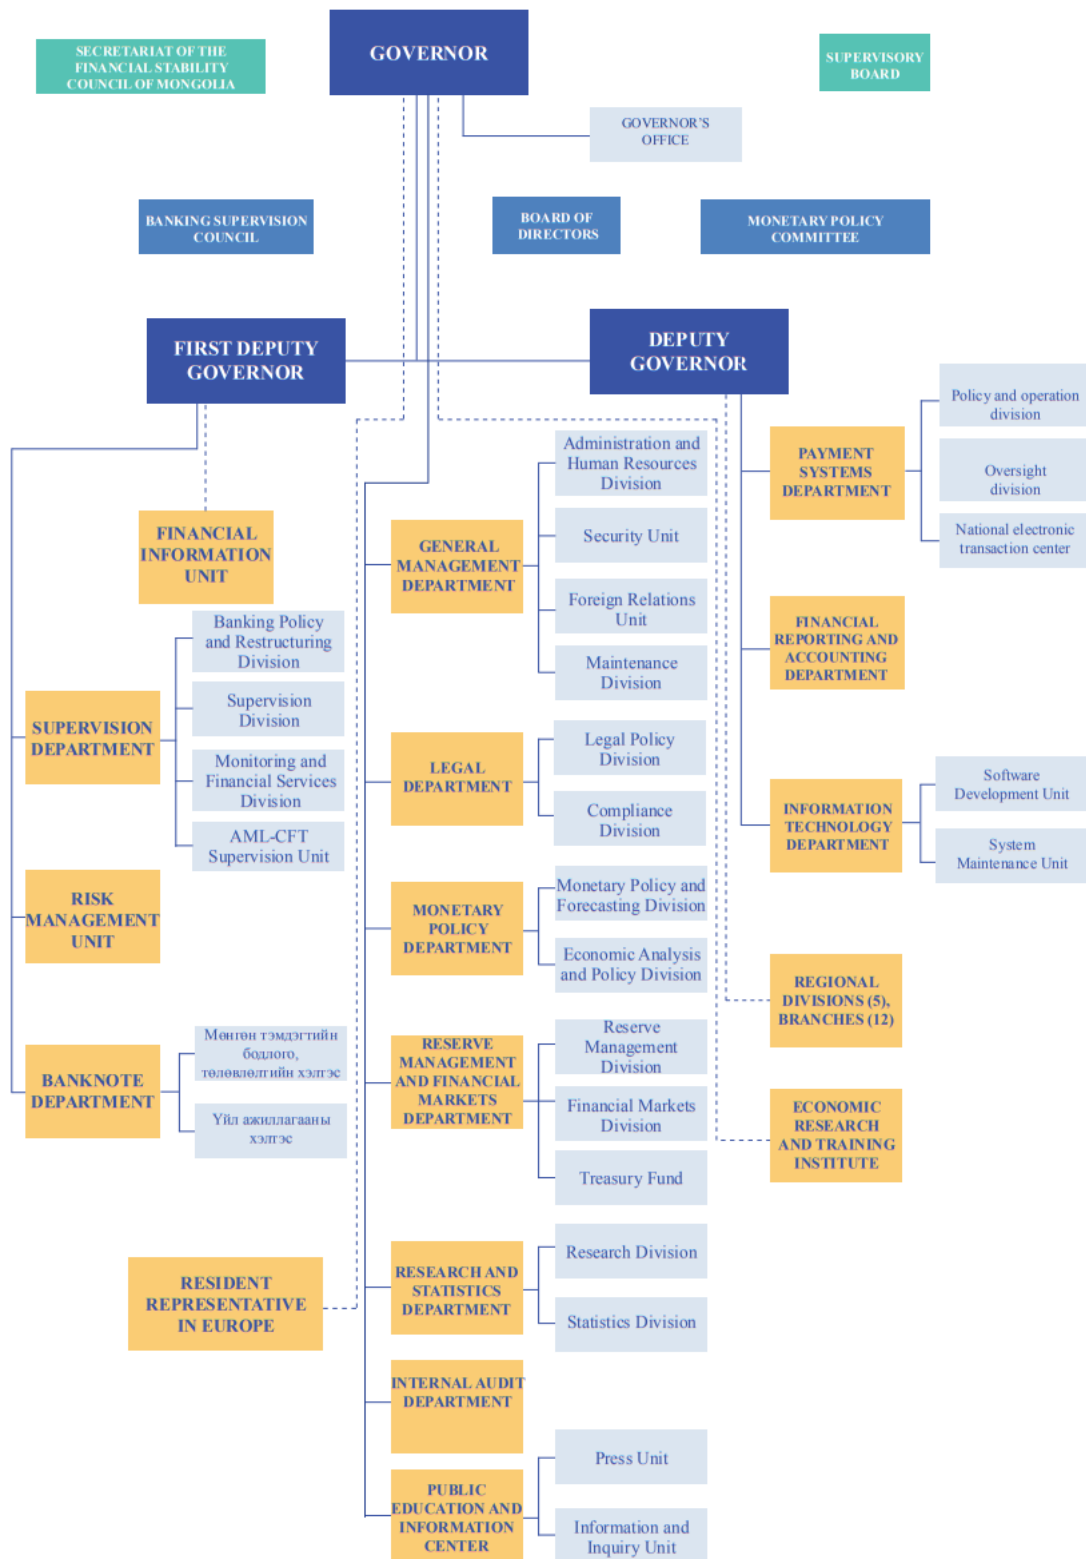 GOVERNOR
SECRETARIAT OF THE
FINANCIAL STABILITY
COUNCIL OF MONGOLIA
SUPERVISORY
BOARD
GOVERNOR'S
OFFICE
BANKING SUPERVISION
COUNCIL
BOARD OF
DIRECTORS
MONETARY POLICY
COMMITTEE
FIRST DEPUTY
GOVERNOR
DEPUTY
GOVERNOR
FINANCIAL
INFORMATION
UNIT
SUPERVISION
DEPARTMENT
Banking Policy
and Restructuring
Division
Supervision
Division
Monitoring and
Financial Services
Division
AML-CFT
Supervision Unit
RISK
MANAGEMENT
UNIT
BANKNOTE
DEPARTMENT
Мөнгөн тэмдэгтийн
бодлого,
төлөвлөлтийн хэлтэс
Үйл ажиллагааны
хэлтэс
RESIDENT
REPRESENTATIVE
IN EUROPE
GENERAL
MANAGEMENT
DEPARTMENT
Administration and
Human Resources
Division
Security Unit
Foreign Relations
Unit
Maintenance
Division
LEGAL
DEPARTMENT
Legal Policy
Division
Compliance
Division
MONETARY
POLICY
DEPARTMENT
Monetary Policy and
Forecasting Division
Economic Analysis
and Policy Division
RESERVE
MANAGEMENT
AND FINANCIAL
MARKETS
DEPARTMENT
Reserve
Management
Division
Financial Markets
Division
Treasury Fund
RESEARCH AND
STATISTICS
DEPARTMENT
Research Division
Statistics Division
INTERNAL AUDIT
DEPARTMENT
PUBLIC
EDUCATION AND
INFORMATION
CENTER
Press Unit
Information and
Inquiry Unit
PAYMENT
SYSTEMS
DEPARTMENT
Policy and operation
division
Oversight
division
National electronic
transaction center
FINANCIAL
REPORTING AND
ACCOUNTING
DEPARTMENT
INFORMATION
TECHNOLOGY
DEPARTMENT
Software
Development Unit
System
Maintenance Unit
REGIONAL
DIVISIONS (5),
BRANCHES (12)
ECONOMIC
RESEARCH
AND TRAINING
INSTITUTE